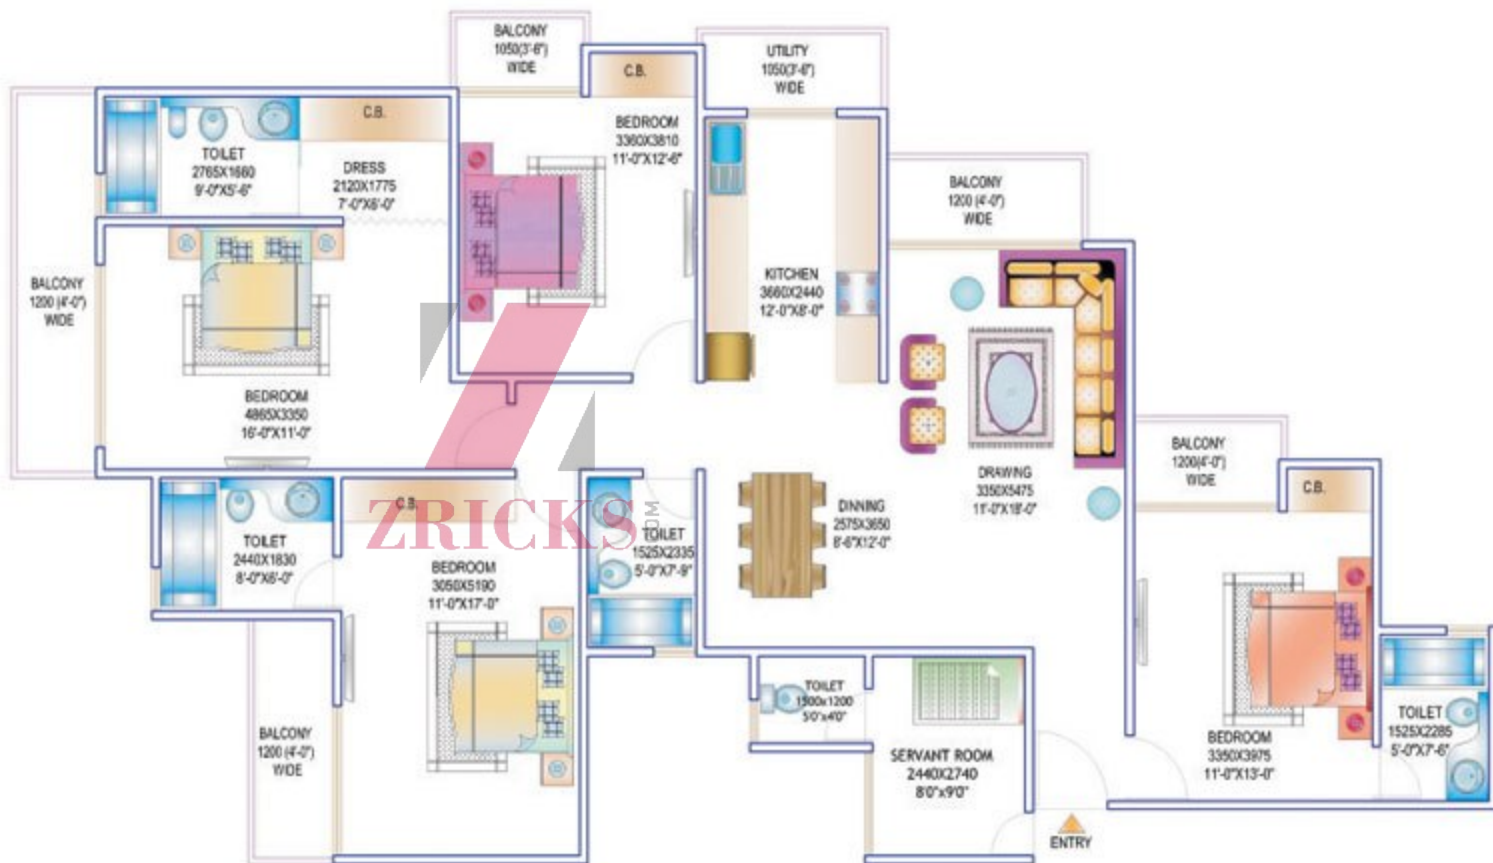 BALCONY
1050(3'-6")
WIDE
C.B.
UTILITY
1050(3'-6")
WIDE
C.B.
TOILET
2765X1660
9'-0"X5'-6"
DRESS
2120X1775
7'-0"X6'-0"
BEDROOM
3360X3810
11'-0"X12'-6"
BALCONY
1200 (4'-0")
WIDE
BALCONY
1200 (4'-0")
WIDE
KITCHEN
3660X2440
12'-0"X8'-0"
BEDROOM
4865X3350
16'-0"X11'-0"
DRAWING
3350X5475
11'-0"X18'-0"
BALCONY
1200(4'-0")
WIDE
C.B.
C.B.
ZRICKS
.COM
TOILET
2440X1830
8'-0"X6'-0"
BEDROOM
3050X5190
11'-0"X17'-0"
TOILET
1525X2335
5'-0"X7'-9"
DINNING
2575X3650
8'-6"X12'-0"
TOILET
1500x1200
5'0"x4'0"
SERVANT ROOM
2440X2740
8'0"x9'0"
BALCONY
1200 (4'-0")
WIDE
BEDROOM
3350X3975
11'-0"X13'-0"
TOILET
1525X2285
5'-0"X7'-6"
ENTRY